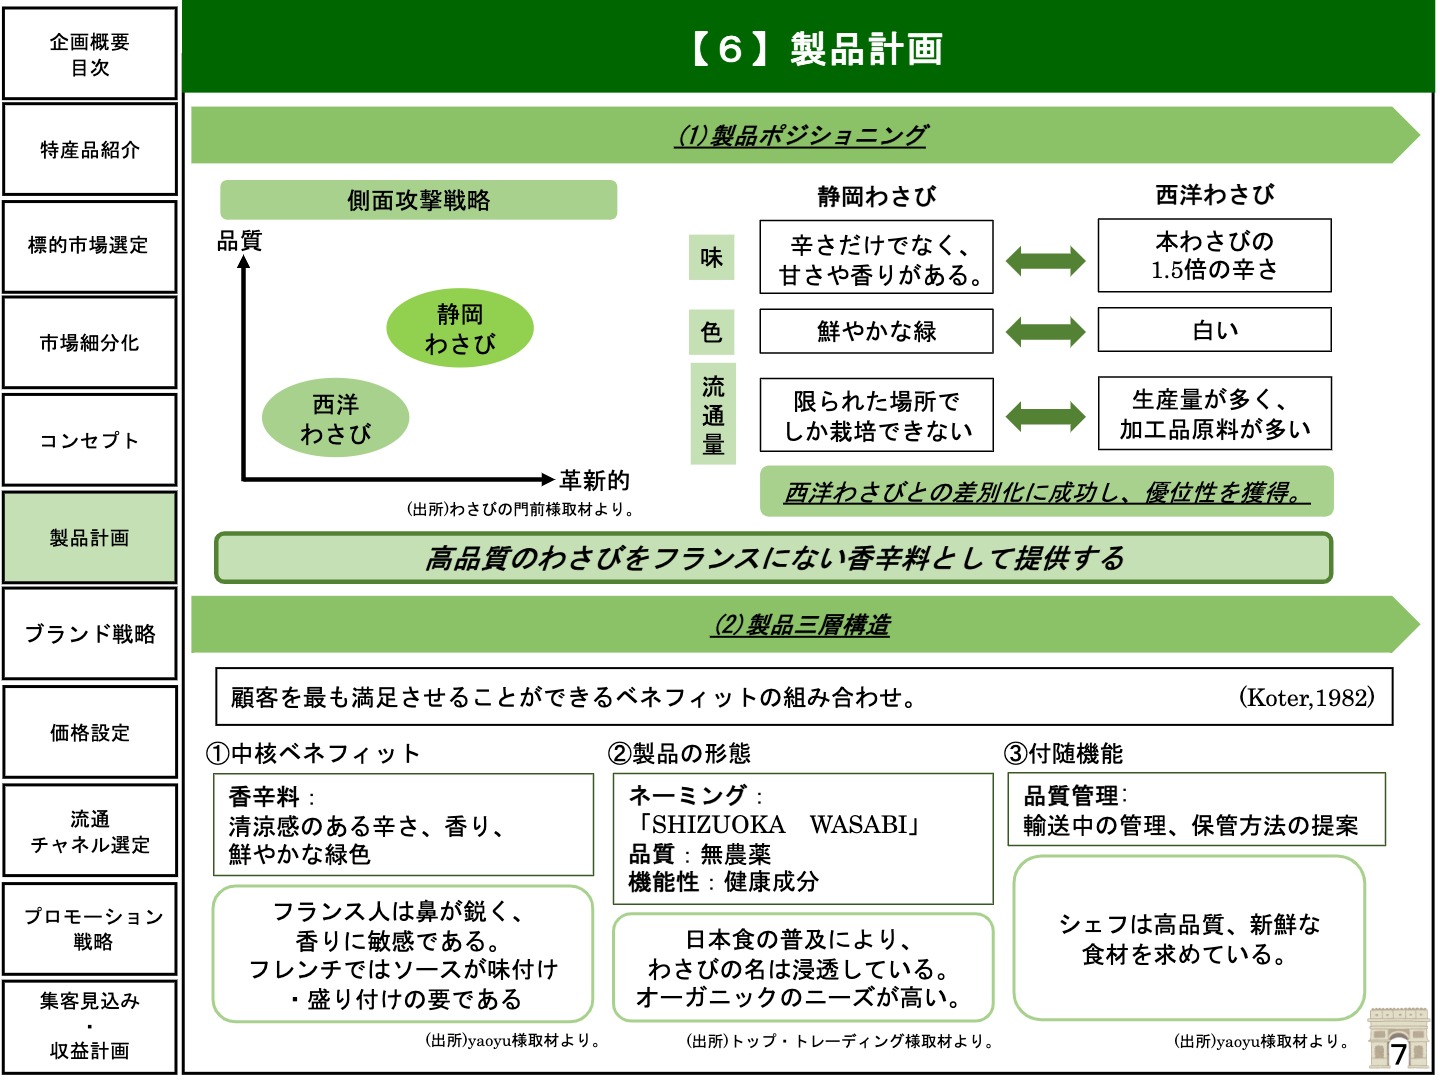 企画概要
目次
特産品紹介
標的市場選定
市場細分化
コンセプト
製品計画
ブランド戦略
価格設定
流通
チャネル選定
プロモーション
戦略
集客見込み
・
収益計画
【６】製品計画
(1)製品ポジショニング
側面攻撃戦略
品質
静岡
わさび
西洋
わさび
革新的
(出所)わさびの門前様取材より。
静岡わさび
西洋わさび
味
辛さだけでなく、
甘さや香りがある。
本わさびの
1.5倍の辛さ
色
鮮やかな緑
白い
流
通
量
限られた場所で
しか栽培できない
生産量が多く、
加工品原料が多い
西洋わさびとの差別化に成功し、優位性を獲得。
高品質のわさびをフランスにない香辛料として提供する
(2)製品三層構造
顧客を最も満足させることができるベネフィットの組み合わせ。 (Koter,1982)
①中核ベネフィット
香辛料：
清涼感のある辛さ、香り、
鮮やかな緑色
フランス人は鼻が鋭く、
香りに敏感である。
フレンチではソースが味付け
・盛り付けの要である
(出所)yaoyu様取材より。
②製品の形態
ネーミング：
「SHIZUOKA　WASABI」
品質：無農薬
機能性：健康成分
日本食の普及により、
わさびの名は浸透している。
オーガニックのニーズが高い。
(出所)トップ・トレーディング様取材より。
③付随機能
品質管理：
輸送中の管理、保管方法の提案
シェフは高品質、新鮮な
食材を求めている。
(出所)yaoyu様取材より。
7